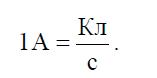 1А = Кл/с.